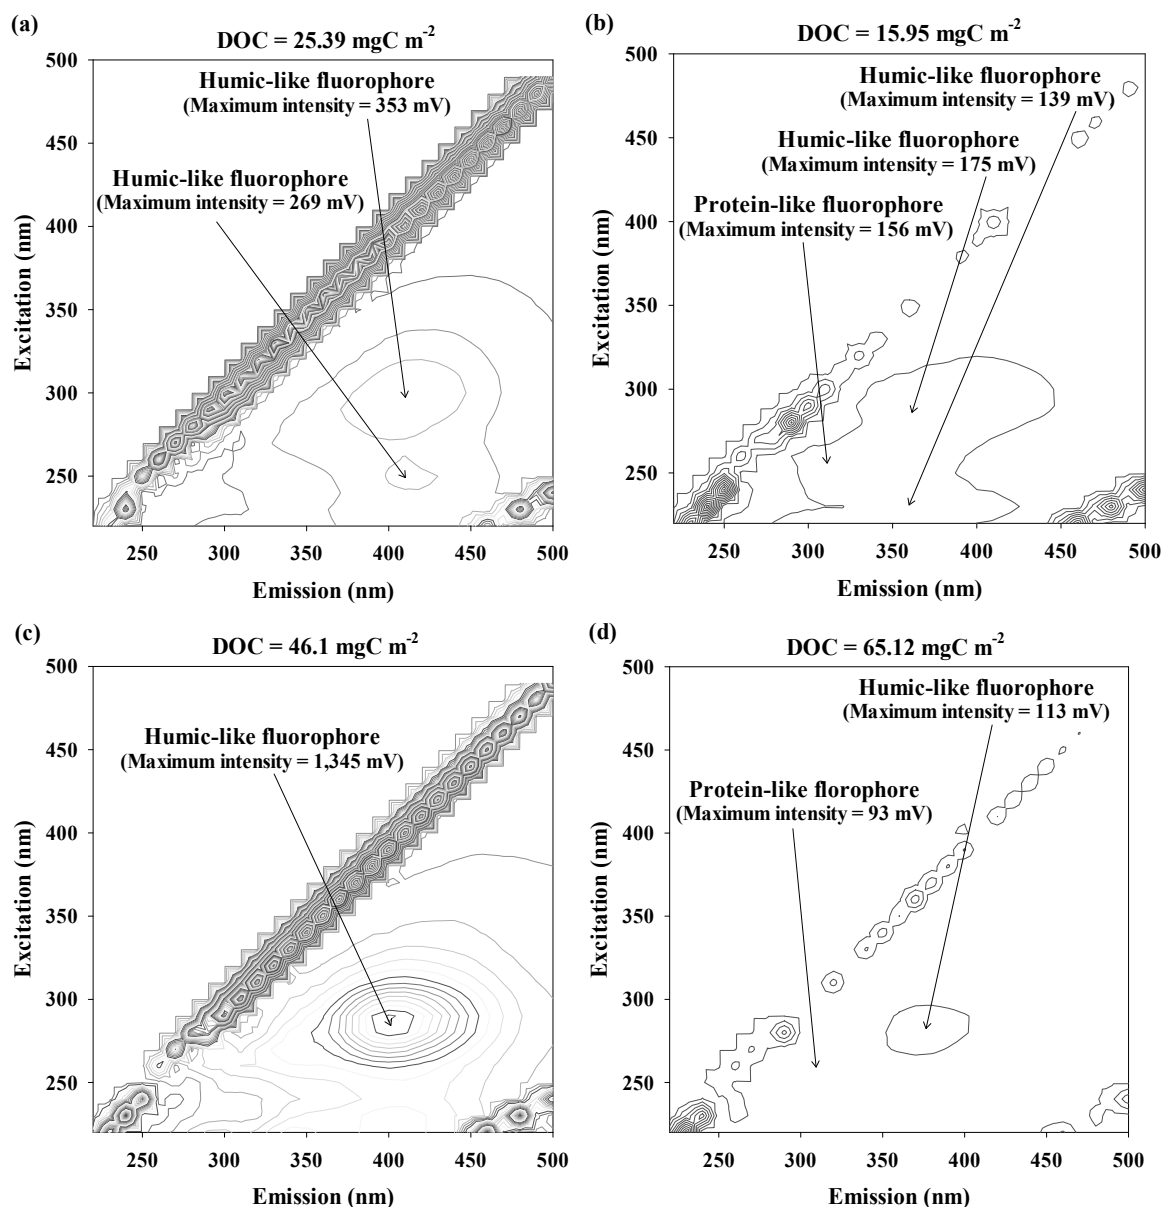 (a)
DOC = 25.39 mgC m-2
Humic-like fluorophore
(Maximum intensity = 353 mV)
Humic-like fluorophore
(Maximum intensity = 269 mV)
Excitation (nm)
500
450
400
350
300
250
250 300 350 400 450 500
Emission (nm)
(b)
DOC = 15.95 mgC m-2
Humic-like fluorophore
(Maximum intensity = 139 mV)
Humic-like fluorophore
(Maximum intensity = 175 mV)
Protein-like fluorophore
(Maximum intensity = 156 mV)
Excitation (nm)
500
450
400
350
300
250
250 300 350 400 450 500
Emission (nm)
(c)
DOC = 46.1 mgC m-2
Humic-like fluorophore
(Maximum intensity = 1,345 mV)
Excitation (nm)
500
450
400
350
300
250
250 300 350 400 450 500
Emission (nm)
(d)
DOC = 65.12 mgC m-2
Humic-like fluorophore
(Maximum intensity = 113 mV)
Protein-like florophore
(Maximum intensity = 93 mV)
Excitation (nm)
500
450
400
350
300
250
250 300 350 400 450 500
Emission (nm)